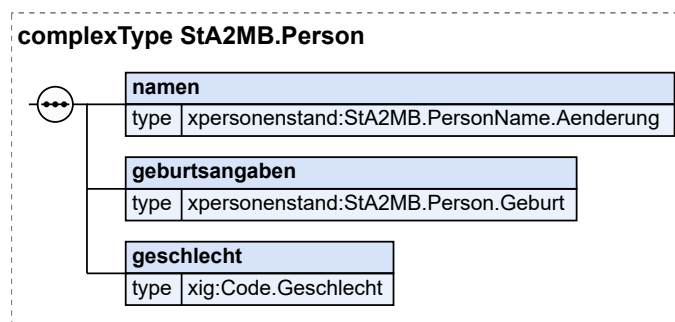 complexType StA2MB.Person
namen
type xpersonenstand:StA2MB.PersonName.Aenderung
geburtsangaben
type xpersonenstand:StA2MB.Person.Geburt
geschlecht
type xig:Code.Geschlecht